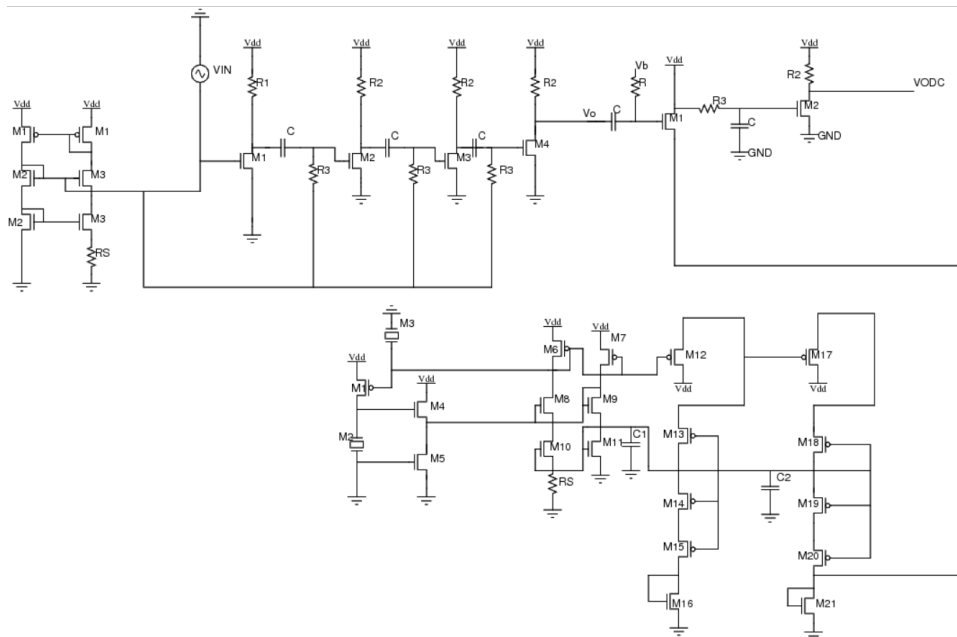 Vdd Vdd Vdd Vdd
VIN
Vb Vdd Vdd
R1 R2 R2 R2 R R2
Vdd Vdd
VODC
M1 M1
C C C Vo C M1 R3 M2
C GND
M1 M2 M3 M4 GND
M2 M3
R3 R3 R3
M2 M3
RS
M3
Vdd Vdd M7 Vdd
Vdd M6 M12 M17
Vdd Vdd Vdd
M1 M4 M8 M9
M2 M5 M10 M11 C1 M13 M18
RS C2
M14 M19
M15 M20
M16 M21